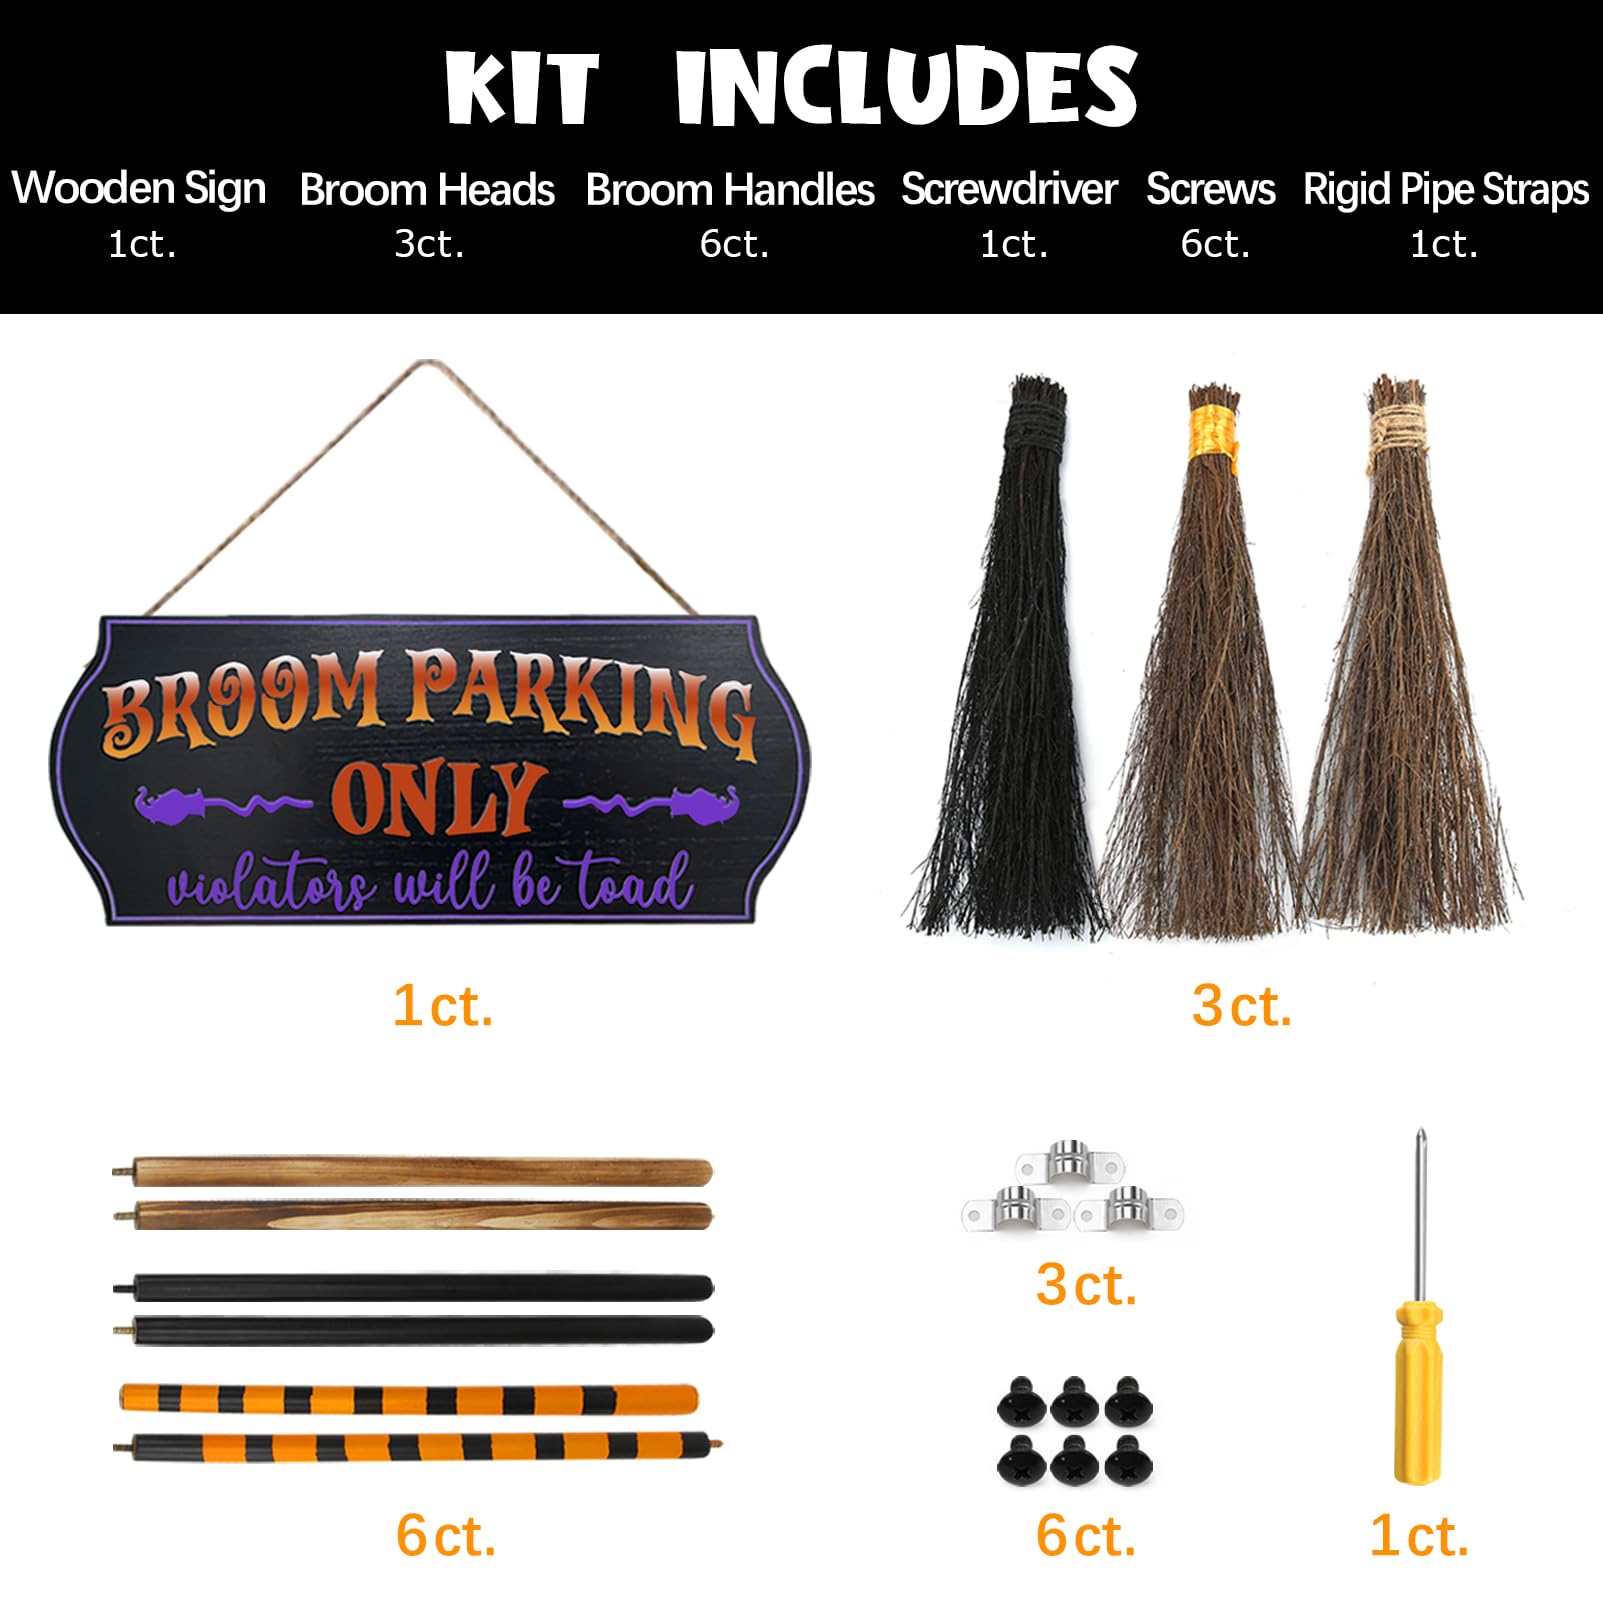 KIT INCLUDES
Wooden Sign Broom Heads Broom Handles Screwdriver Screws Rigid Pipe Straps
1ct. 3ct. 6ct. 1ct. 6ct. 1ct.
BROOM PARKING
ONLY
violators will be toad
1ct.
3ct.
3ct.
6ct.
6ct.
1ct.